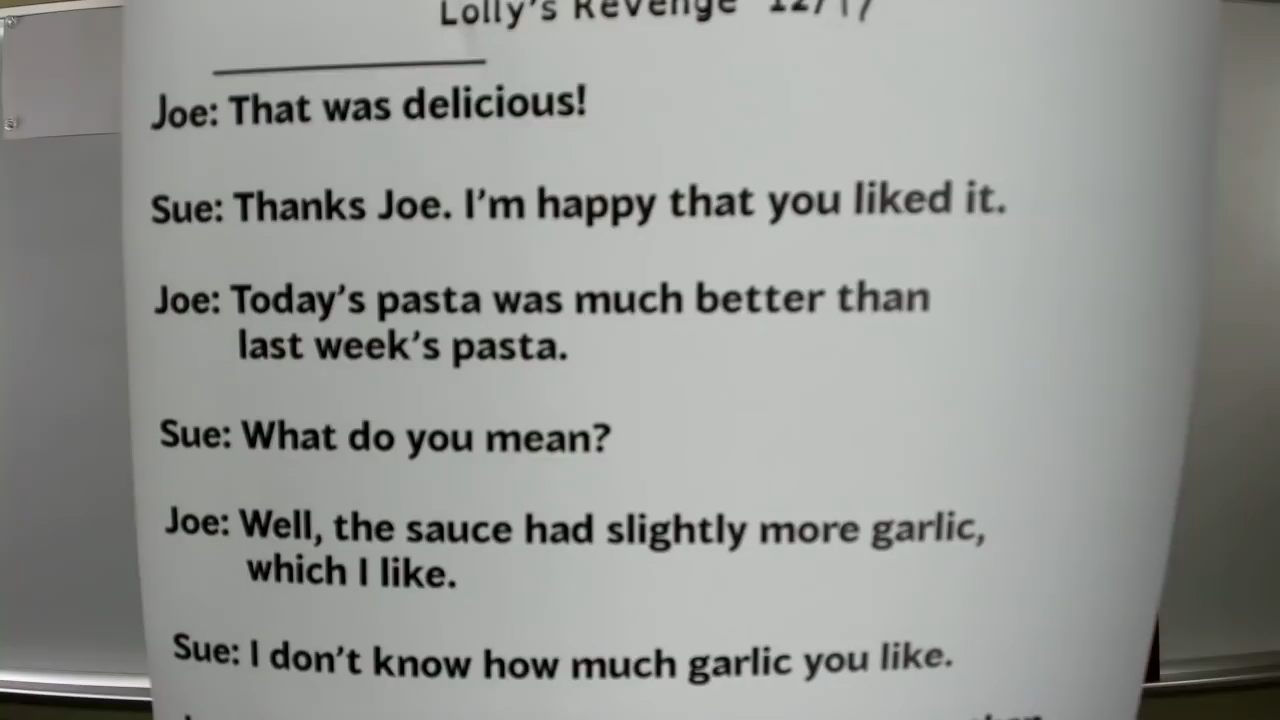 Lolly's Revenge 12/17
Joe: That was delicious!
Sue: Thanks Joe. I'm happy that you liked it.
Joe: Today's pasta was much better than
last week's pasta.
Sue: What do you mean?
Joe: Well, the sauce had slightly more garlic,
which I like.
Sue: I don't know how much garlic you like.